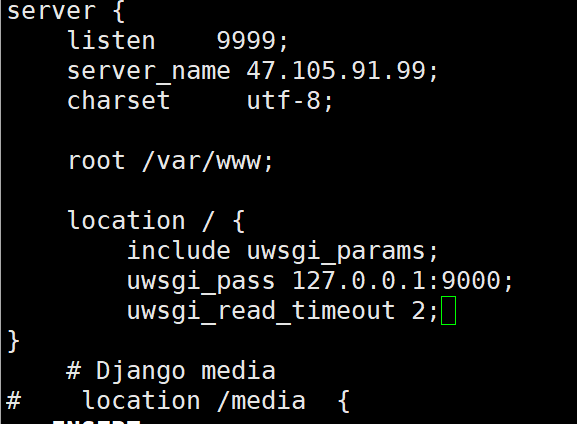 server {
    listen    9999;
    server_name 47.105.91.99;
    charset     utf-8;

    root /var/www;

    location / {
        include uwsgi_params;
        uwsgi_pass 127.0.0.1:9000;
        uwsgi_read_timeout 2;
}
    # Django media
#    location /media  {